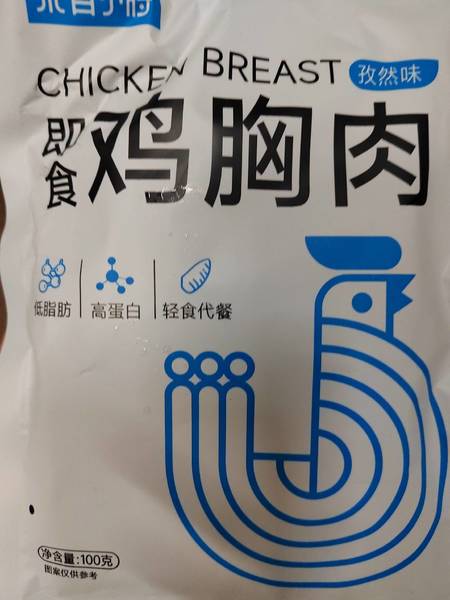 CHICKEN BREAST
孜然味
即食
鸡胸肉
低脂肪
高蛋白
轻食代餐
净含量:100克
图案仅供参考